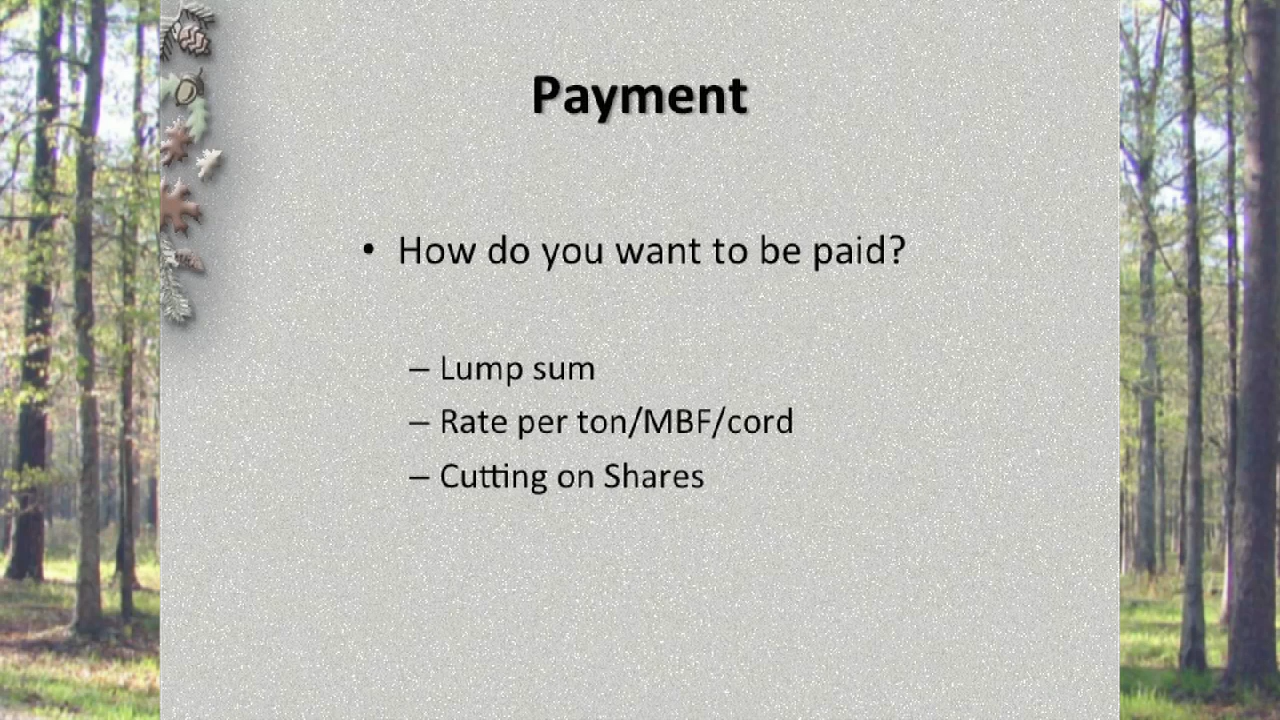 Payment
• How do you want to be paid?
– Lump sum
– Rate per ton/MBF/cord
– Cutting on Shares